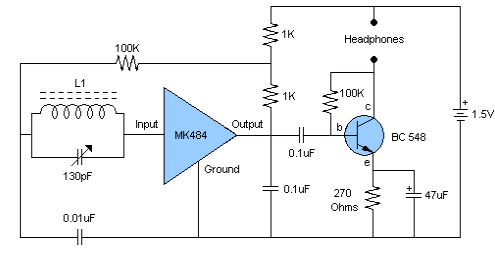 1K
100K
Headphones
L1
1K
100K
c
+
1.5V
Input
MK484
Output
b
BC 548
0.1uF
Ground
e
130pF
0.1uF
270
Ohms
+
47uF
0.01uF